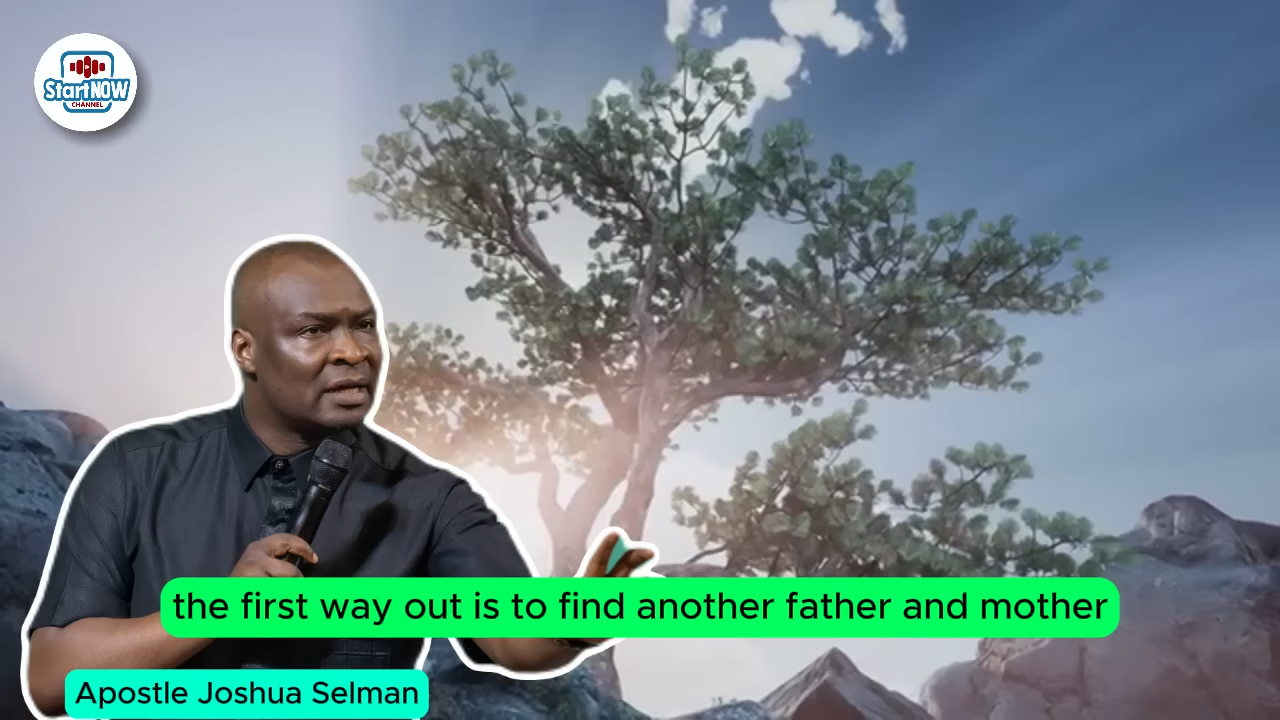 StartNOW
CHANNEL
the first way out is to find another father and mother
Apostle Joshua Selman